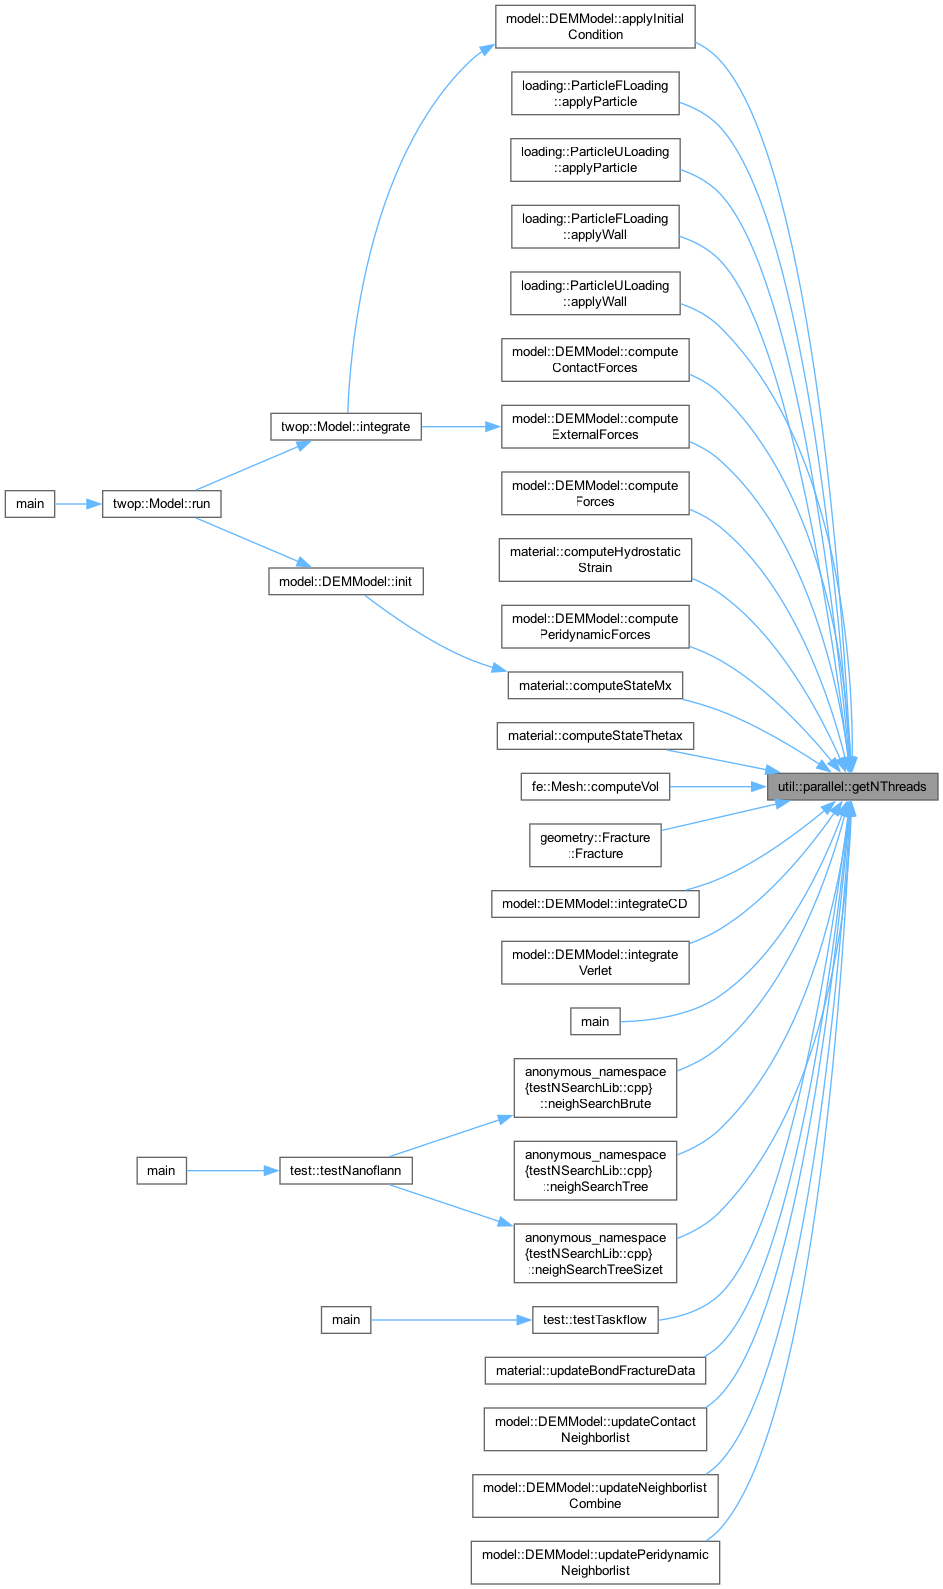 model::DEMModel::applyInitial
Condition
loading::ParticleFLoading
::applyParticle
loading::ParticleULoading
::applyParticle
loading::ParticleFLoading
::applyWall
loading::ParticleULoading
::applyWall
model::DEMModel::compute
ContactForces
twop::Model::integrate
model::DEMModel::compute
ExternalForces
model::DEMModel::compute
Forces
main
twop::Model::run
material::computeHydrostatic
Strain
model::DEMModel::init
model::DEMModel::compute
PeridynamicForces
material::computeStateMx
material::computeStateThetax
fe::Mesh::computeVol
util::parallel::getNThreads
geometry::Fracture
::Fracture
model::DEMModel::integrateCD
model::DEMModel::integrate
Verlet
main
anonymous_namespace
{testNSearchLib::cpp}
::neighSearchBrute
main
test::testNanoflann
anonymous_namespace
{testNSearchLib::cpp}
::neighSearchTree
anonymous_namespace
{testNSearchLib::cpp}
::neighSearchTreeSizet
main
test::testTaskflow
material::updateBondFractureData
model::DEMModel::updateContact
Neighborlist
model::DEMModel::updateNeighborlist
Combine
model::DEMModel::updatePeridynamic
Neighborlist